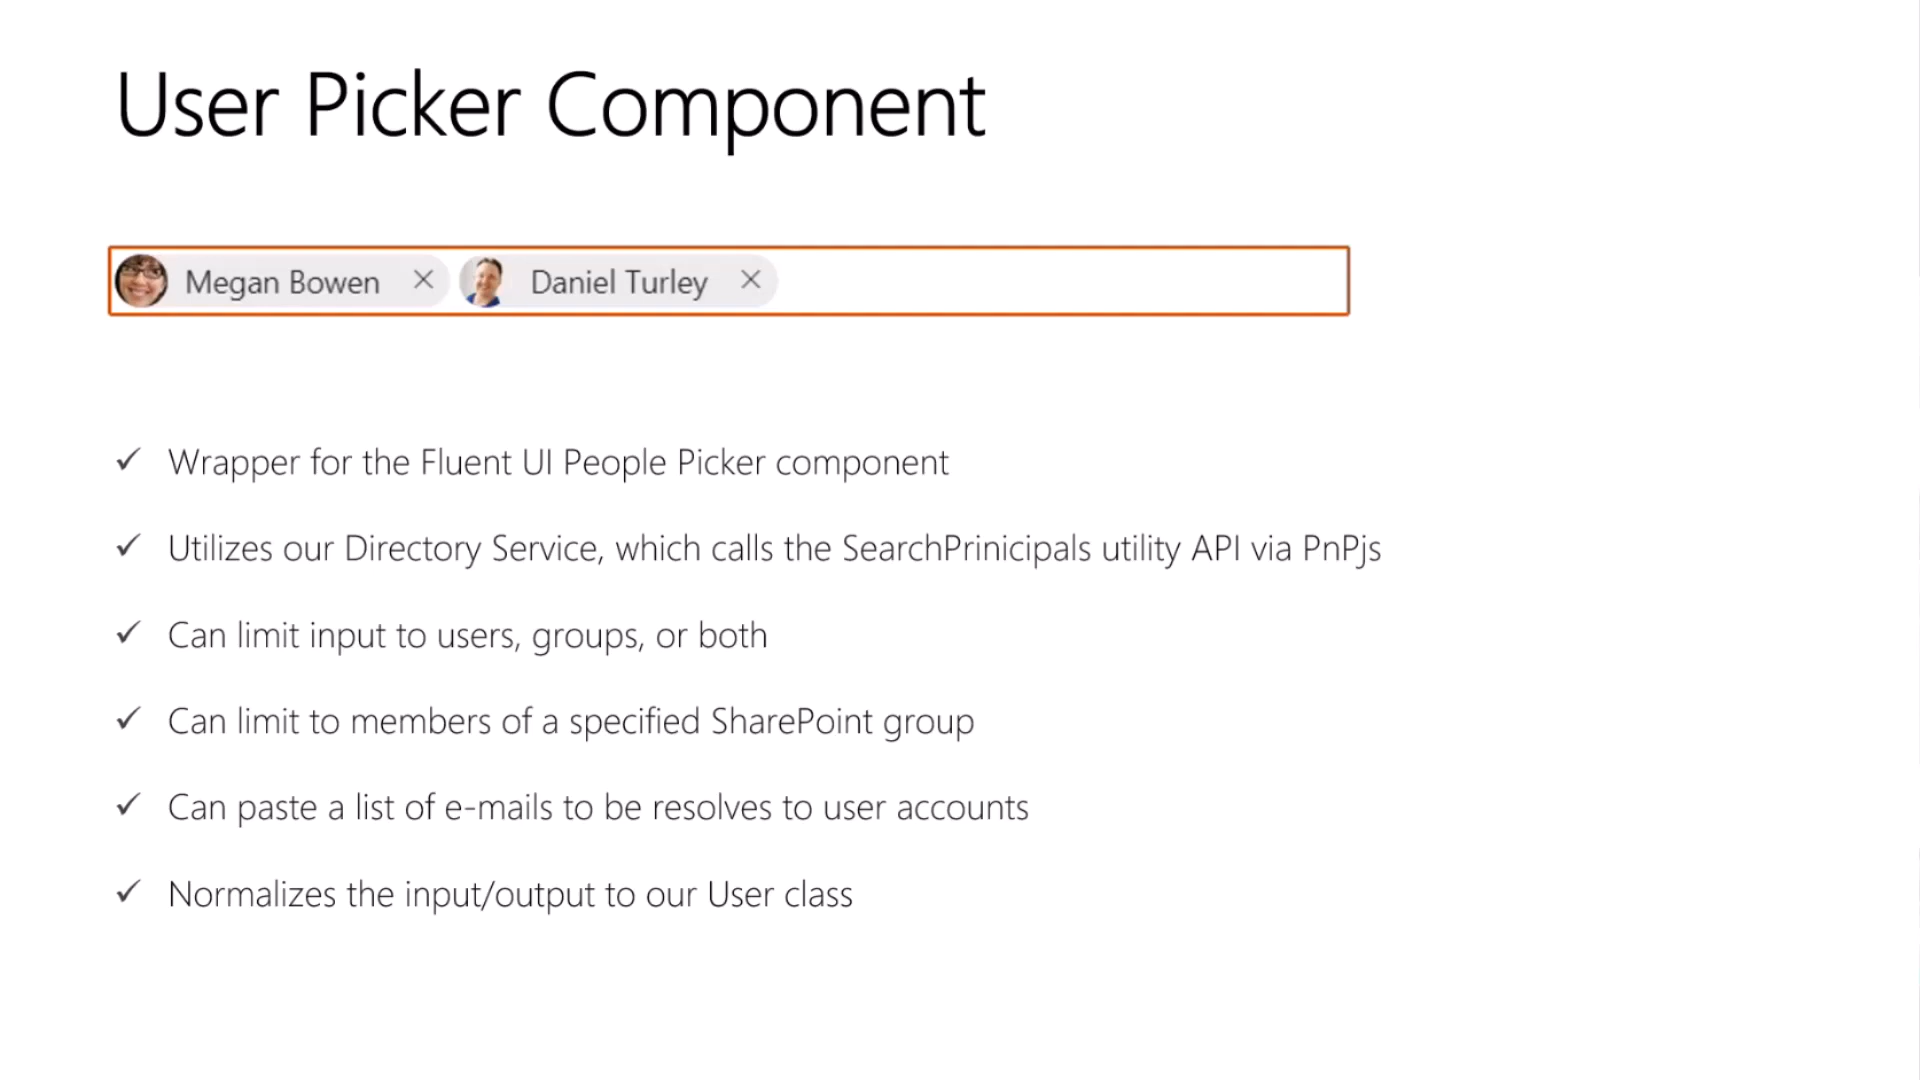 User Picker Component
Megan Bowen
Daniel Turley
Wrapper for the Fluent UI People Picker component
Utilizes our Directory Service, which calls the SearchPrinicipals utility API via PnPjs
Can limit input to users, groups, or both
Can limit to members of a specified SharePoint group
Can paste a list of e-mails to be resolves to user accounts
Normalizes the input/output to our User class